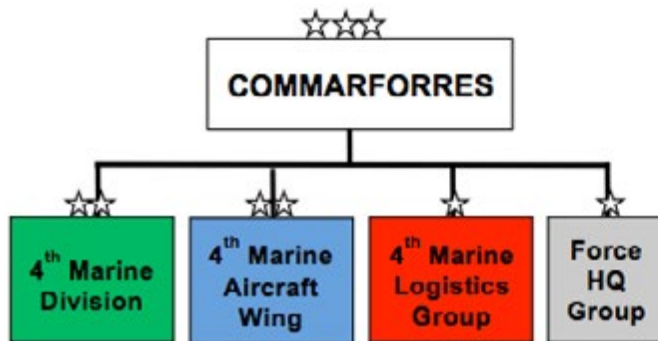 COMMARFORRES
4th Marine
Division
4th Marine
Aircraft
Wing
4th Marine
Logistics
Group
Force
HQ
Group